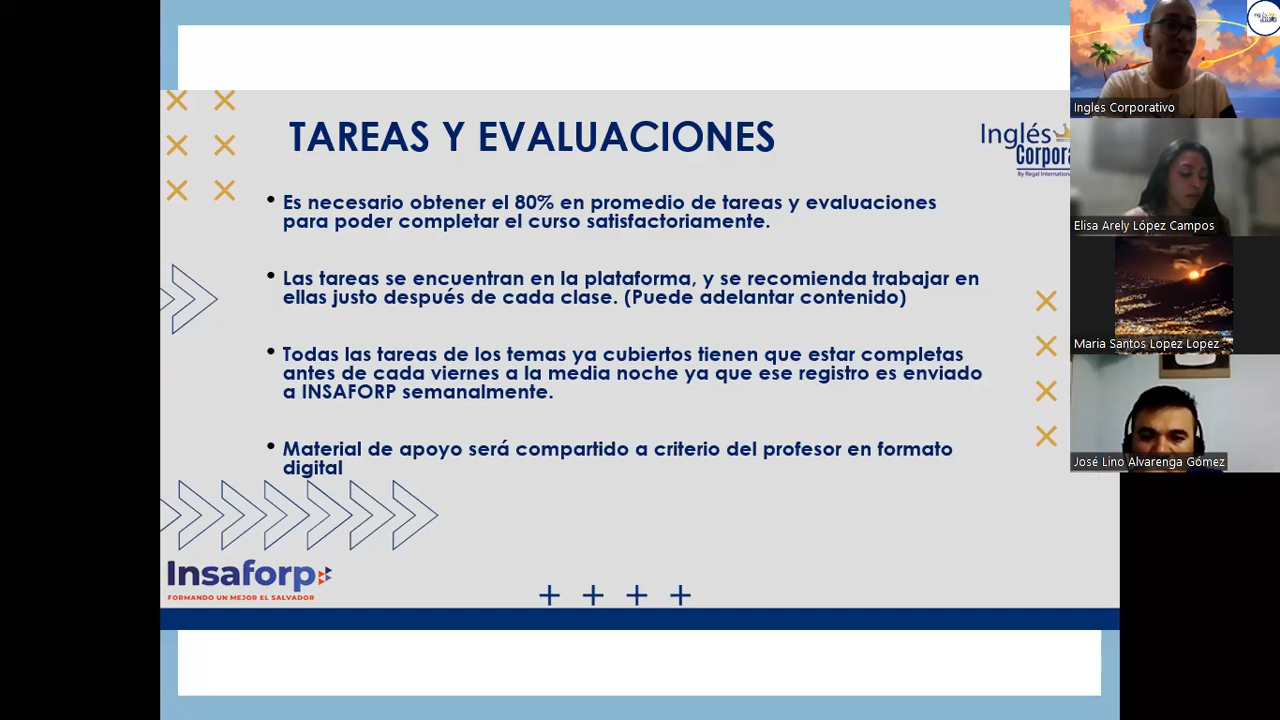 TAREAS Y EVALUACIONES
Inglés
Corpora
By Regal Internationa
• Es necesario obtener el 80% en promedio de tareas y evaluaciones
para poder completar el curso satisfactoriamente.
• Las tareas se encuentran en la plataforma, y se recomienda trabajar en
ellas justo después de cada clase. (Puede adelantar contenido)
• Todas las tareas de los temas ya cubiertos tienen que estar completas
antes de cada viernes a la media noche ya que ese registro es enviado
a INSAFORP semanalmente.
• Material de apoyo será compartido a criterio del profesor en formato
digital
Insaforp
FORMANDO UN MEJOR EL SALVADOR
Ingles Corporativo
Elisa Arely López Campos
Maria Santos Lopez Lopez
José Lino Alvarenga Gómez